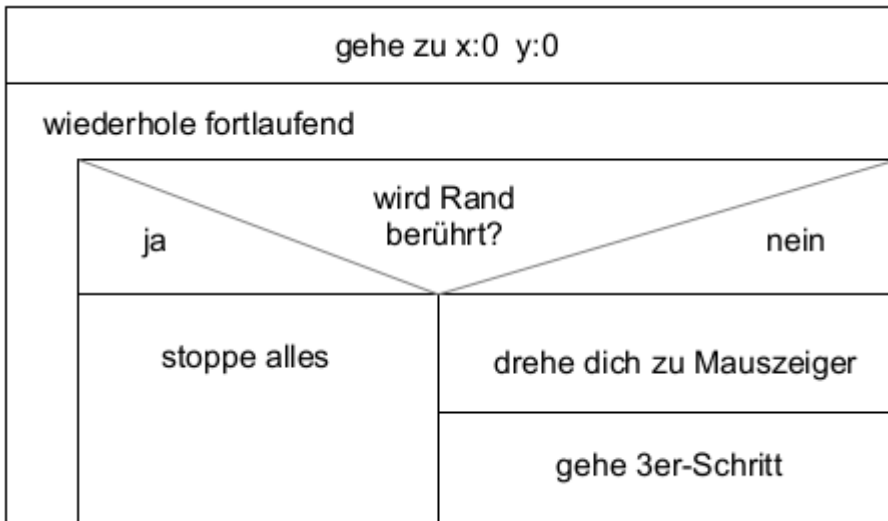 gehe zu x:0  y:0
wiederhole fortlaufend
wird Rand
berührt?
ja
nein
stoppe alles
drehe dich zu Mauszeiger
gehe 3er-Schritt